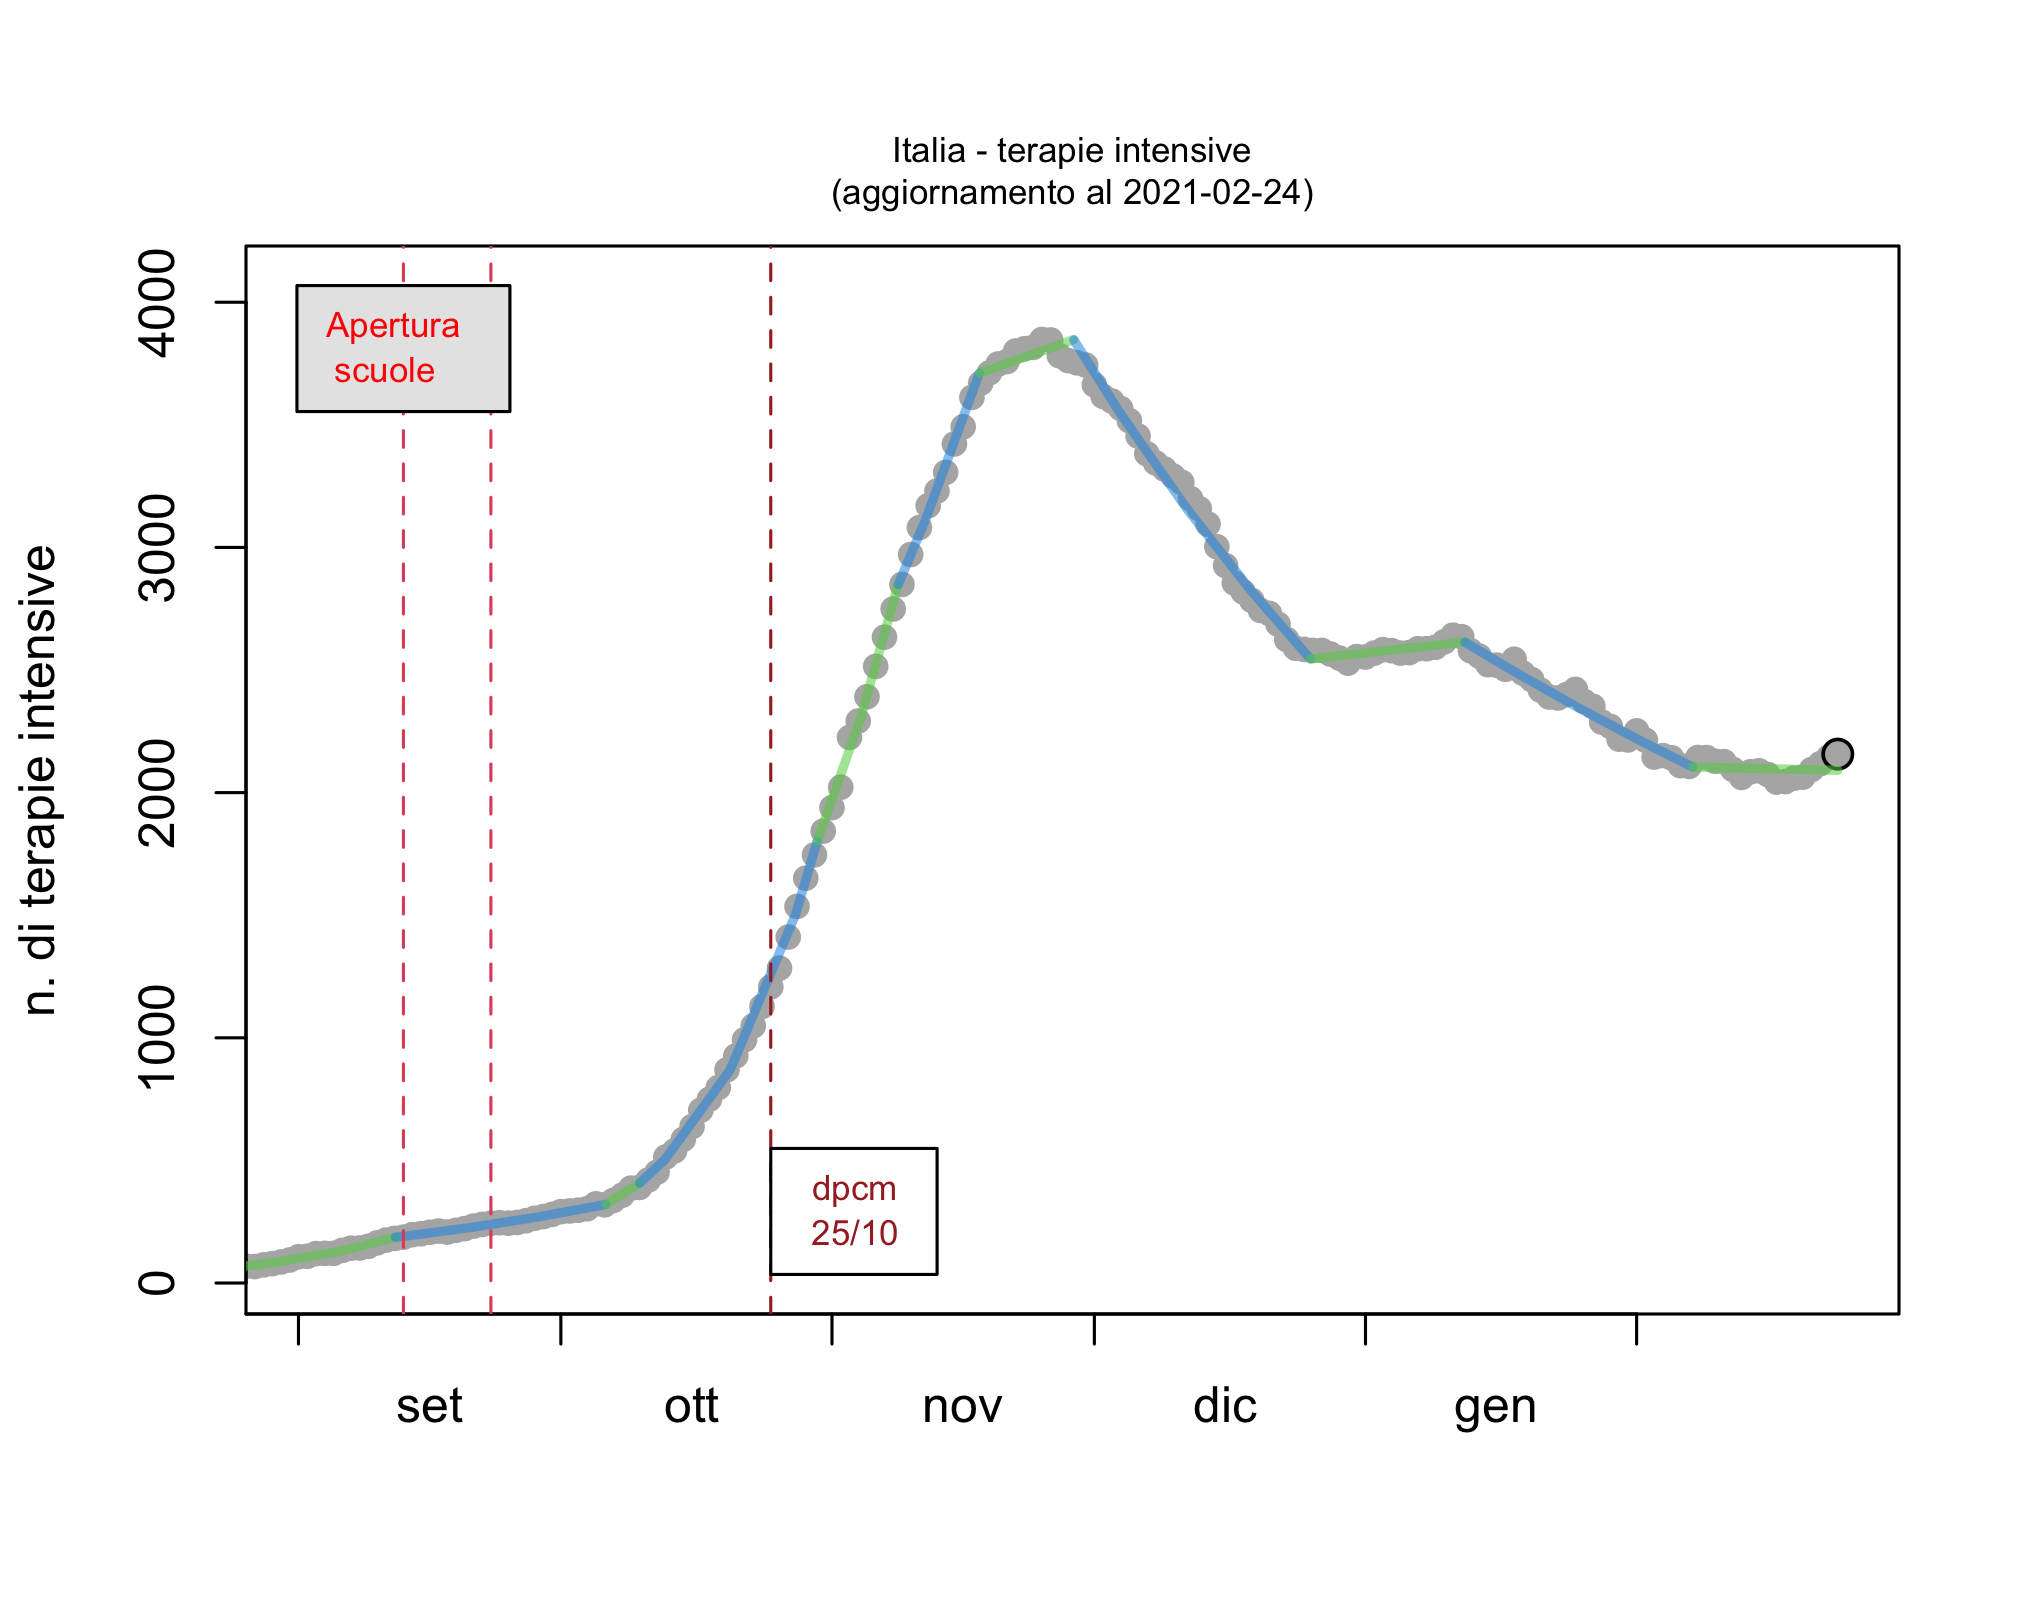 Italia - terapie intensive
(aggiornamento al 2021-02-24)
n. di terapie intensive
4000
3000
2000
1000
0
Apertura
scuole
dpcm
25/10
set
ott
nov
dic
gen